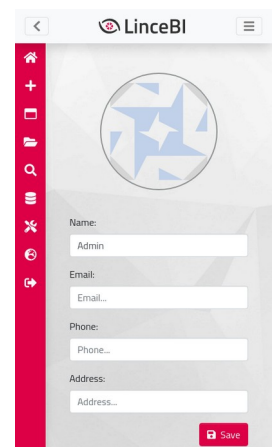 LinceBI
Name:
Admin
Email:
Email...
Phone:
Phone...
Address:
Address...
Save